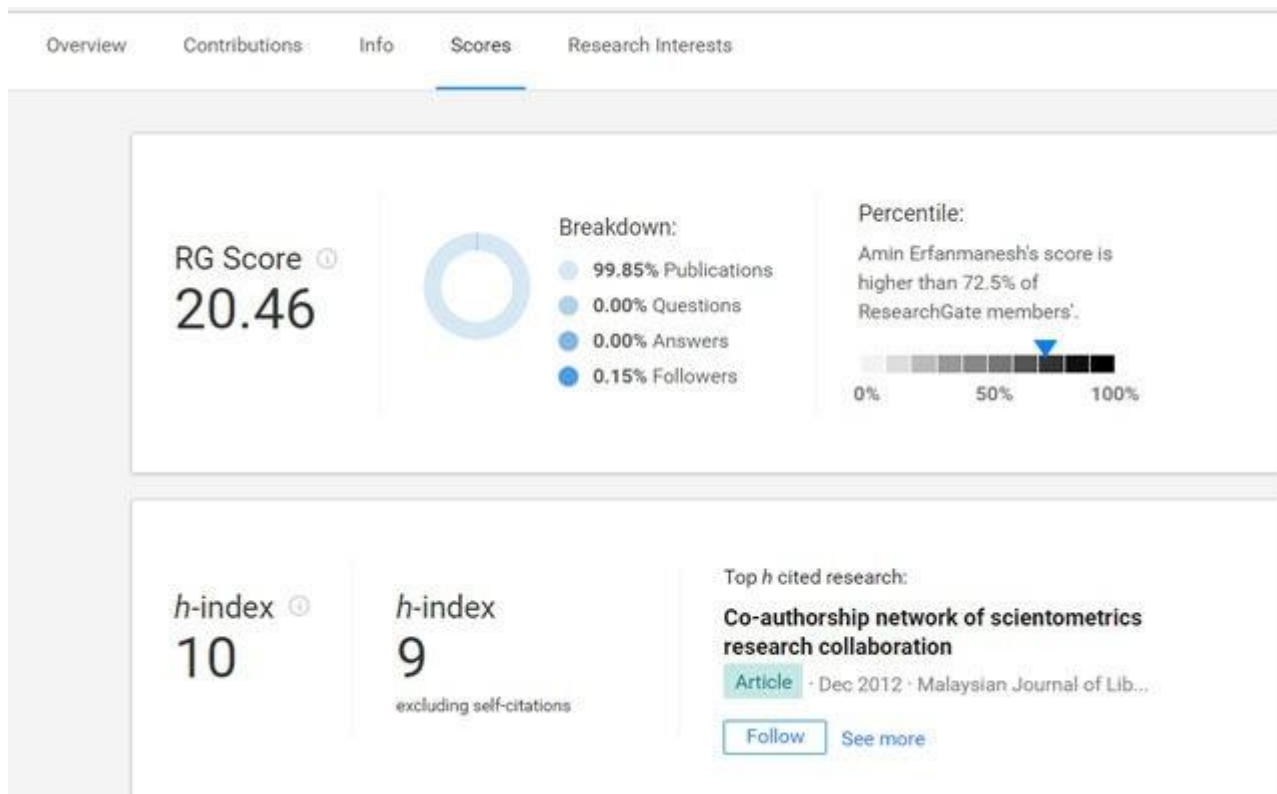 Overview Contributions Info Scores Research Interests
RG Score
20.46
Breakdown:
99.85% Publications
0.00% Questions
0.00% Answers
0.15% Followers
Percentile:
Amin Erfanmanesh's score is
higher than 72.5% of
ResearchGate members'.
0% 50% 100%
h-index
10
h-index
9
excluding self-citations
Top h cited research:
Co-authorship network of scientometrics
research collaboration
Article · Dec 2012 · Malaysian Journal of Lib...
Follow See more